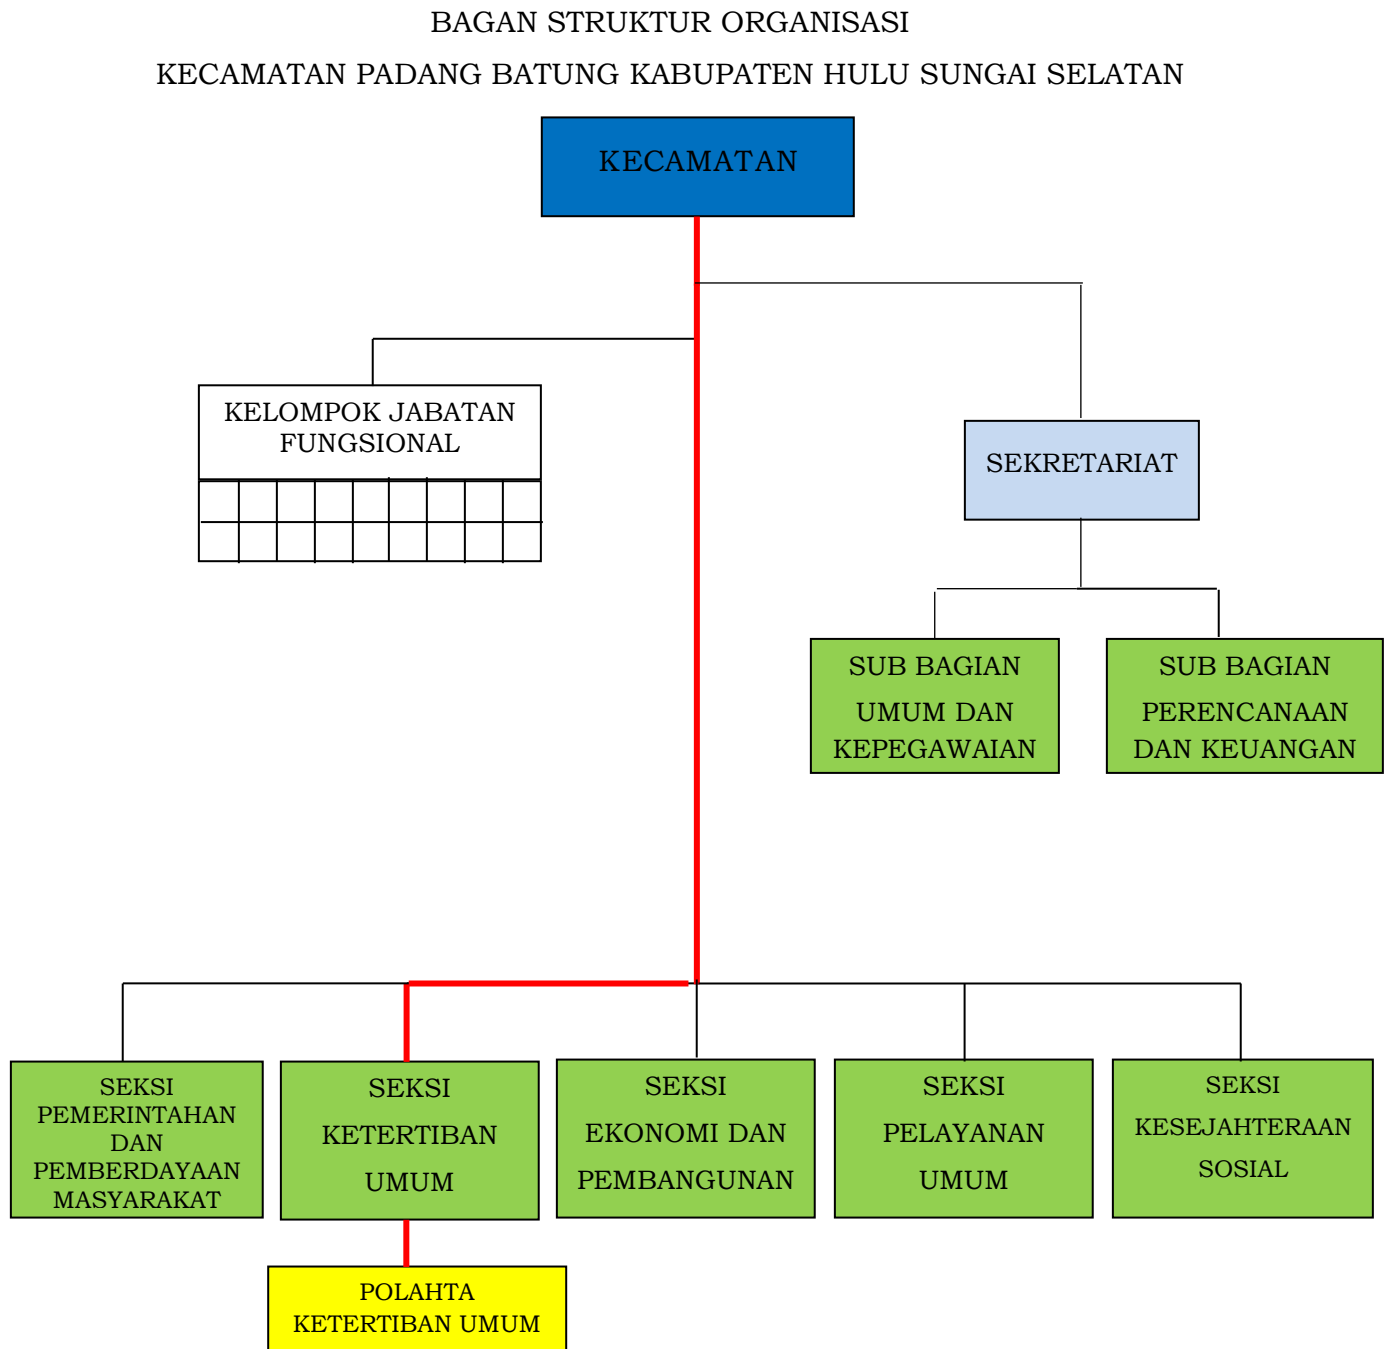 BAGAN STRUKTUR ORGANISASI
KECAMATAN PADANG BATUNG KABUPATEN HULU SUNGAI SELATAN
KECAMATAN
KELOMPOK JABATAN
FUNGSIONAL
SEKRETARIAT
SUB BAGIAN
UMUM DAN
KEPEGAWAIAN
SUB BAGIAN
PERENCANAAN
DAN KEUANGAN
SEKSI
PEMERINTAHAN
DAN
PEMBERDAYAAN
MASYARAKAT
SEKSI
KETERTIBAN
UMUM
SEKSI
EKONOMI DAN
PEMBANGUNAN
SEKSI
PELAYANAN
UMUM
SEKSI
KESEJAHTERAAN
SOSIAL
POLAHTA
KETERTIBAN UMUM